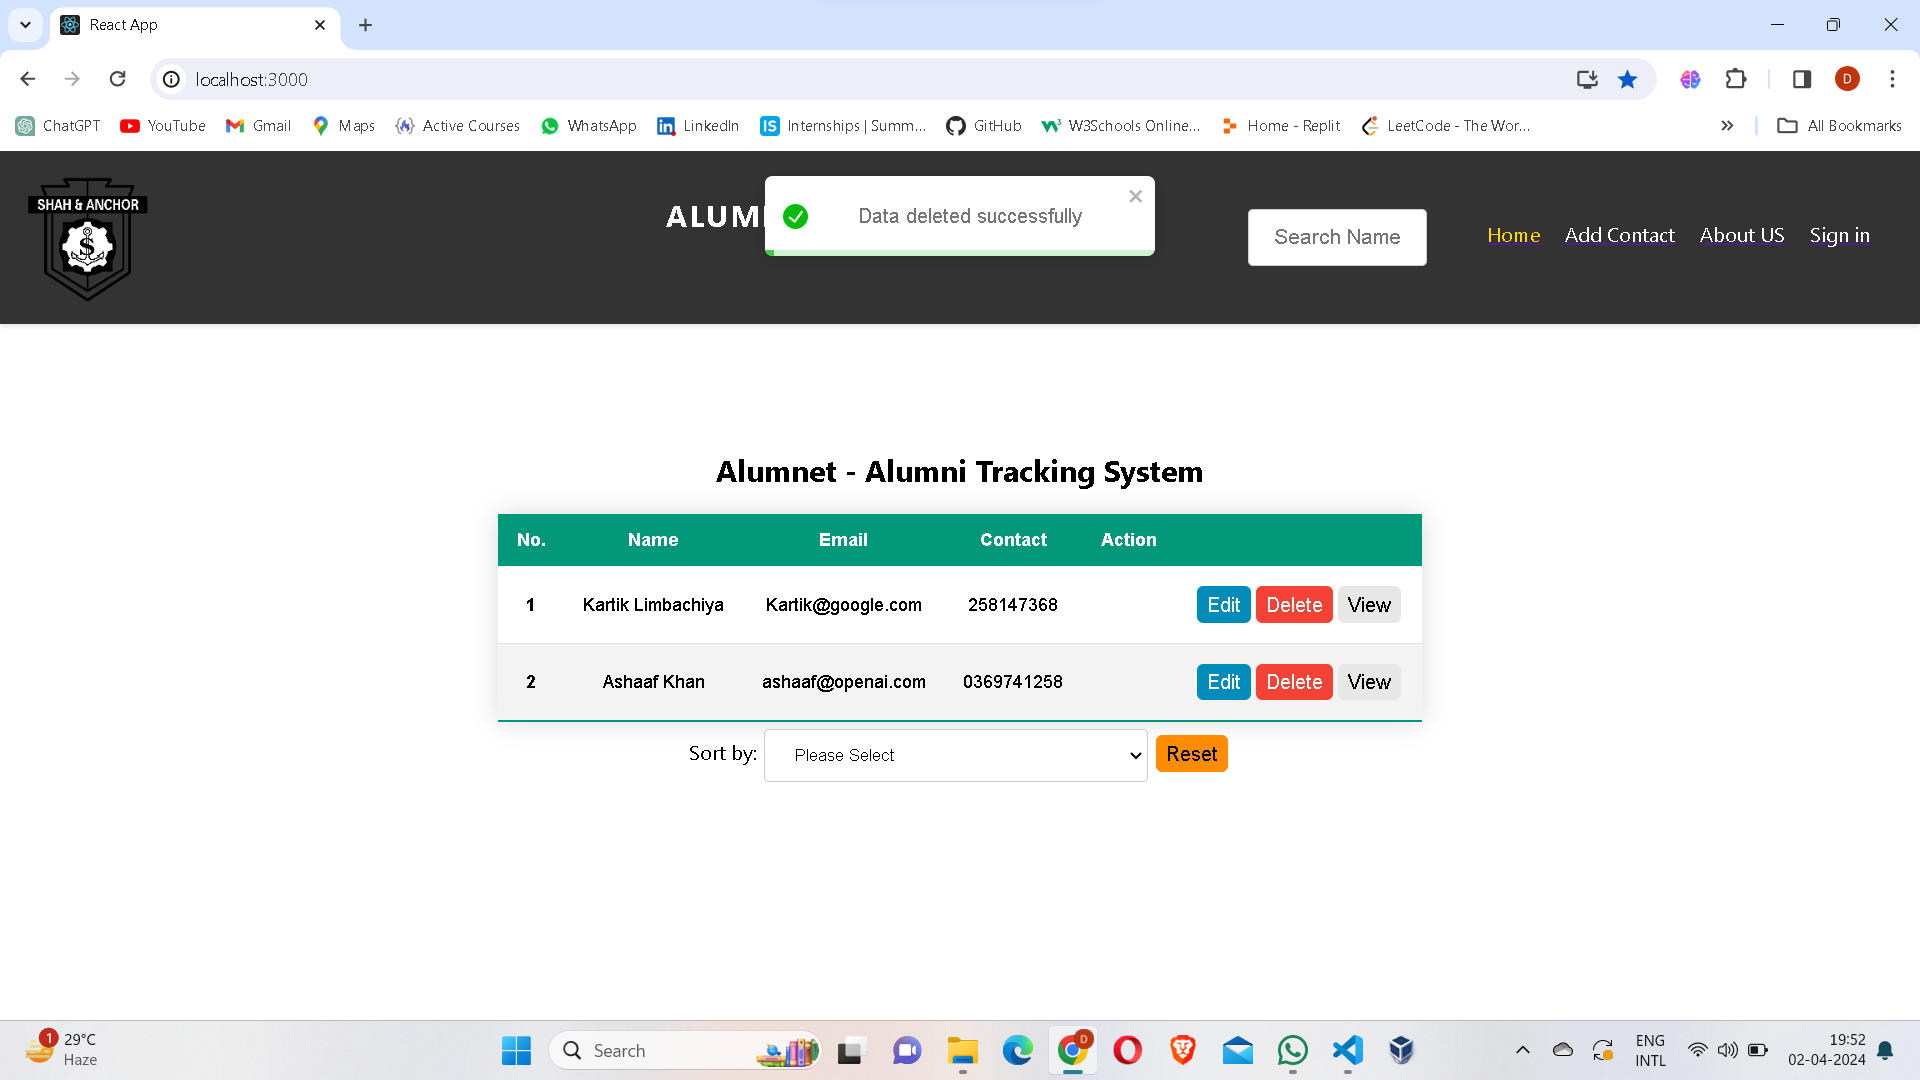 React App
localhost:3000
D
ChatGPT YouTube Gmail Maps Active Courses WhatsApp LinkedIn Internships | Summ... GitHub W3Schools Online... Home - Replit LeetCode - The Wor... All Bookmarks
SHAH & ANCHOR
S
ALUM
Data deleted successfully
Search Name
Home Add Contact About US Sign in
Alumnet - Alumni Tracking System
No. Name Email Contact Action
1 Kartik Limbachiya Kartik@google.com 258147368 Edit Delete View
2 Ashaaf Khan ashaaf@openai.com 0369741258 Edit Delete View
Sort by: Please Select Reset
1
29°C
Haze
Search
D
ENG
INTL
19:52
02-04-2024